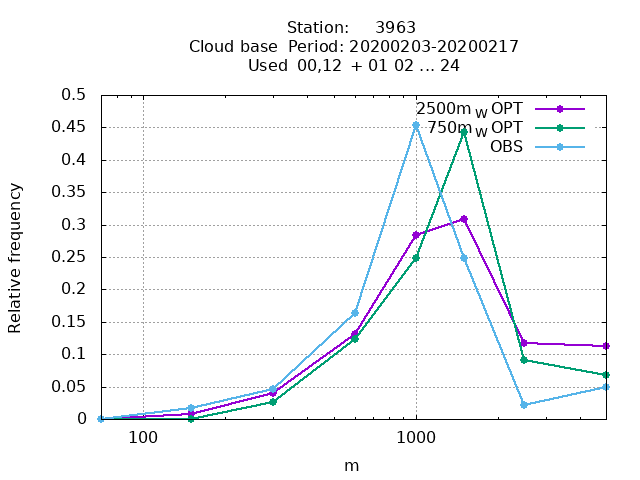 Station: 3963
Cloud base Period: 20200203-20200217
Used 00,12 + 01 02 ... 24
Relative frequency
0.5
0.45
0.4
0.35
0.3
0.25
0.2
0.15
0.1
0.05
0
2500m W OPT
750m W OPT
OBS
100
1000
m